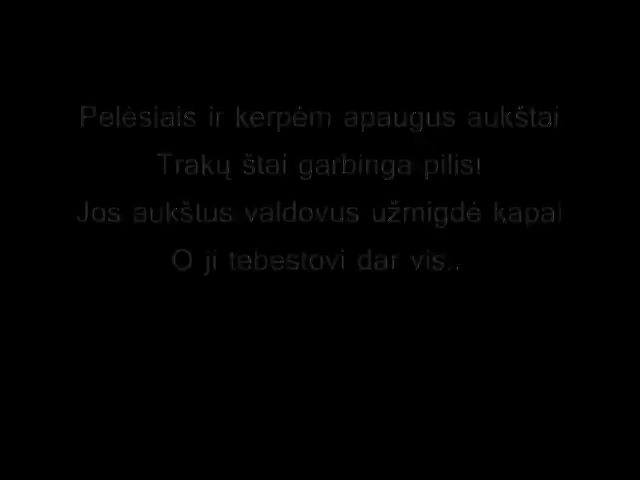 Pelėsiais ir kerpėm apaugus aukštai
Trakų štai garbinga pilis!
Jos aukštus valdovus užmigdė kapai
O ji tebestovi dar vis..